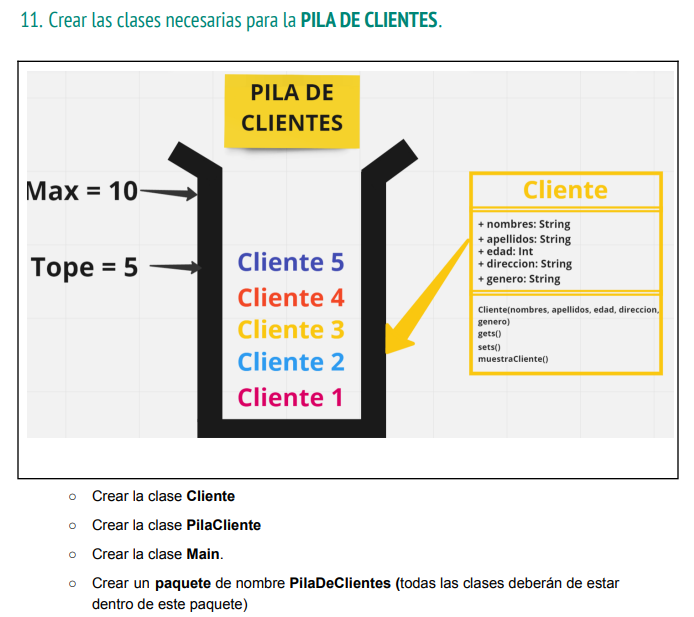 11. Crear las clases necesarias para la PILA DE CLIENTES.
PILA DE
CLIENTES
Max = 10
Tope = 5
Cliente 5
Cliente 4
Cliente 3
Cliente 2
Cliente 1
Cliente
+ nombres: String
+ apellidos: String
+ edad: Int
+ direccion: String
+ genero: String
Cliente(nombres, apellidos, edad, direccion,
genero)
gets()
sets()
muestraCliente()
○ Crear la clase Cliente
○ Crear la clase PilaCliente
○ Crear la clase Main.
○ Crear un paquete de nombre PilaDeClientes (todas las clases deberán de estar
dentro de este paquete)